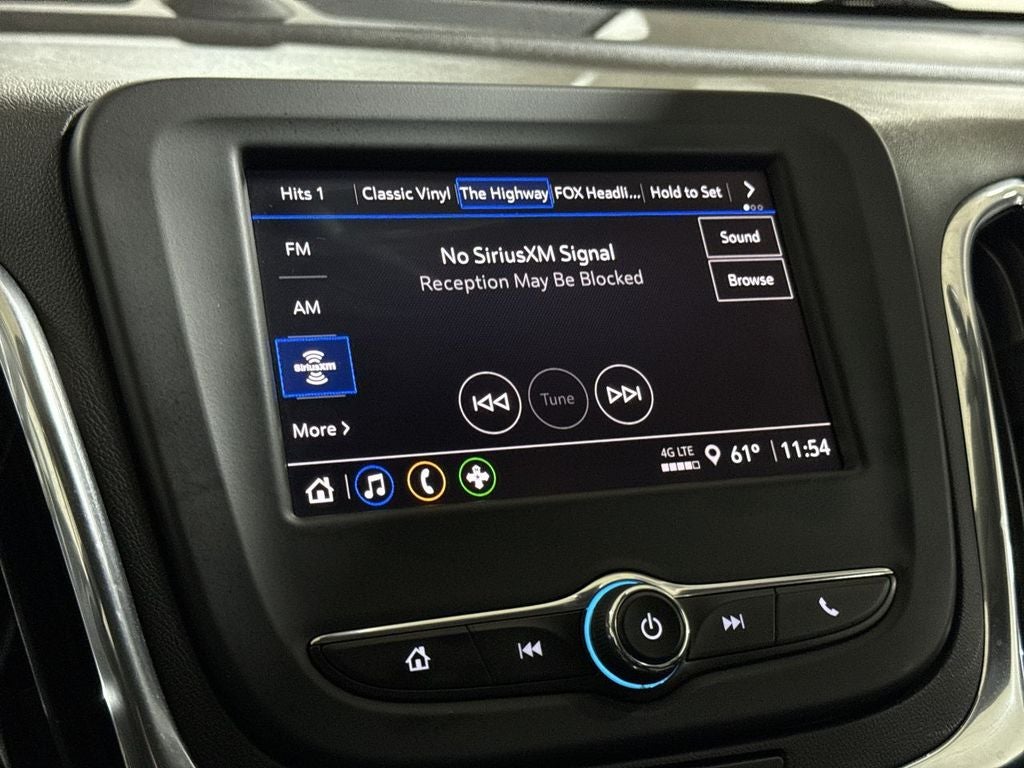 Hits 1 Classic Vinyl The Highway FOX Headli... Hold to Set
FM
No SiriusXM Signal
Sound
Reception May Be Blocked
Browse
AM
SiriusXM
Tune
More
4G LTE 61° 11:54